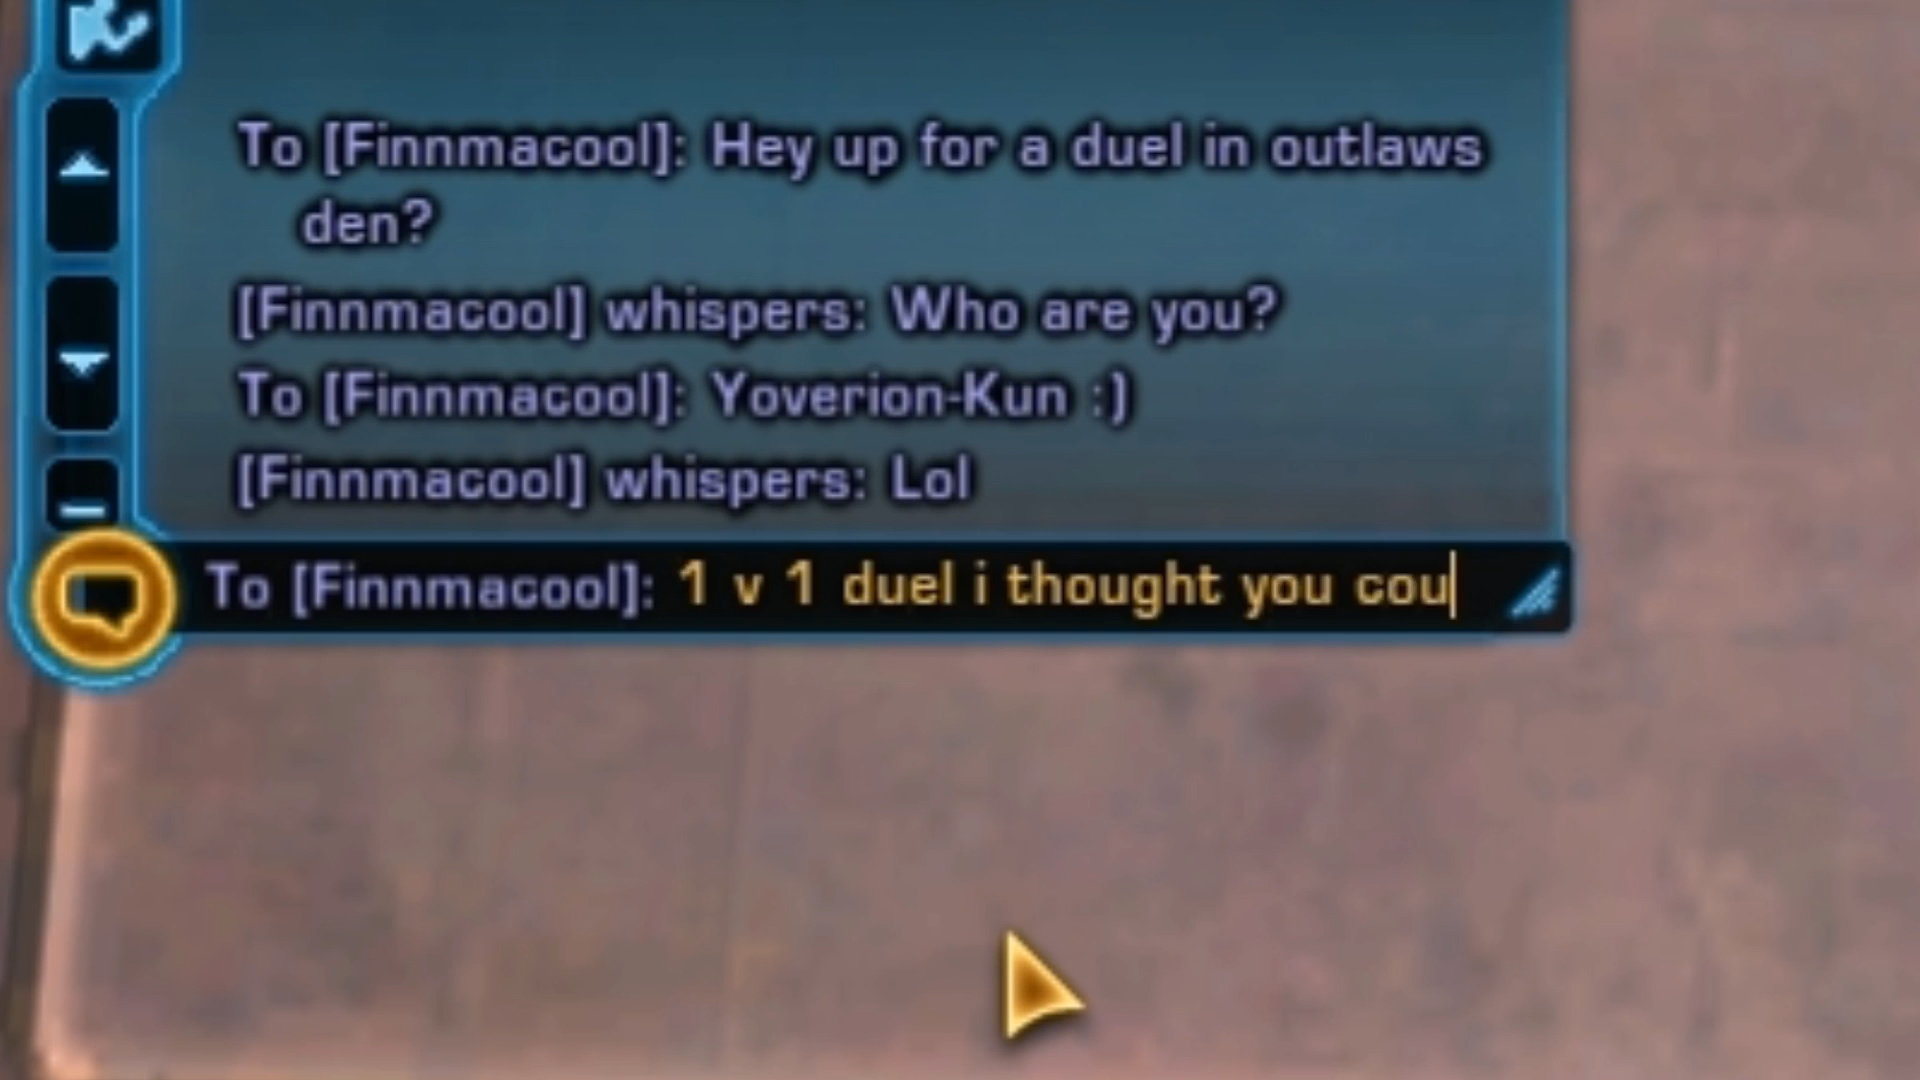 To [Finnmacool]: Hey up for a duel in outlaws
den?
[Finnmacool] whispers: Who are you?
To [Finnmacool]: Yoverion-Kun :)
[Finnmacool] whispers: Lol
To [Finnmacool]: 1 v 1 duel i thought you cou